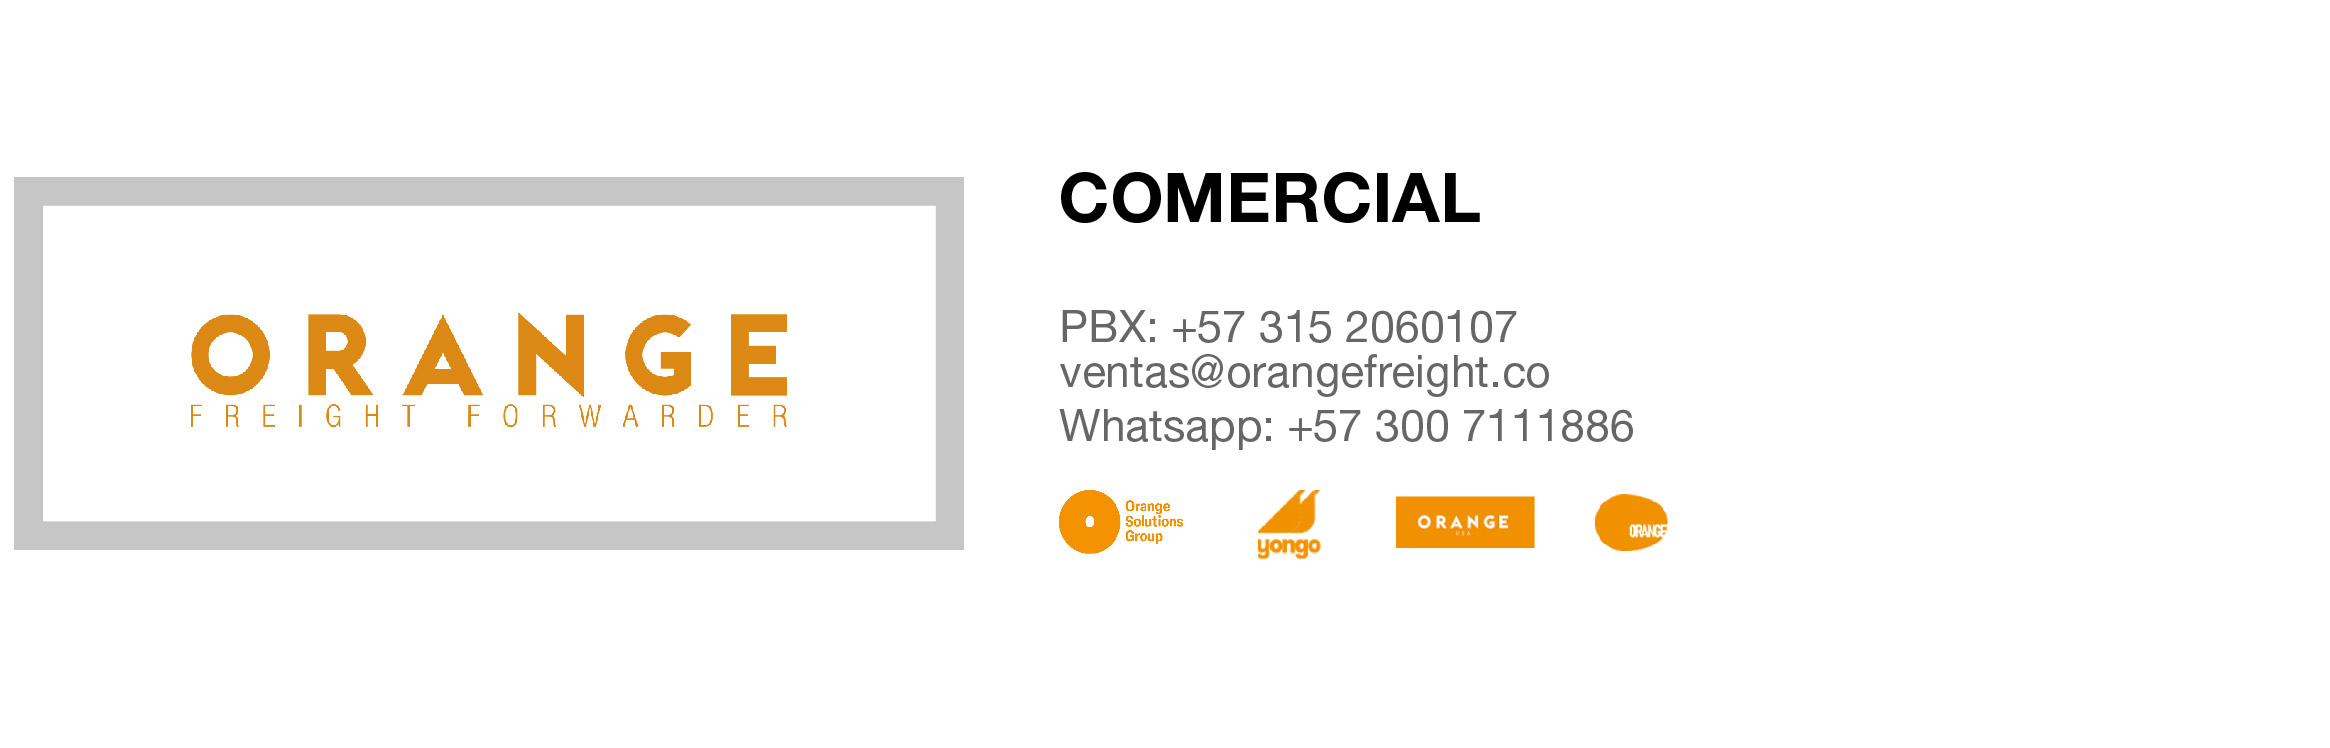 ORANGE
FREIGHT FORWARDER
COMERCIAL
PBX: +57 315 2060107
ventas@orangefreight.co
Whatsapp: +57 300 7111886
Orange
Solutions
Group
yongo
ORANGE
USA
ORANGE